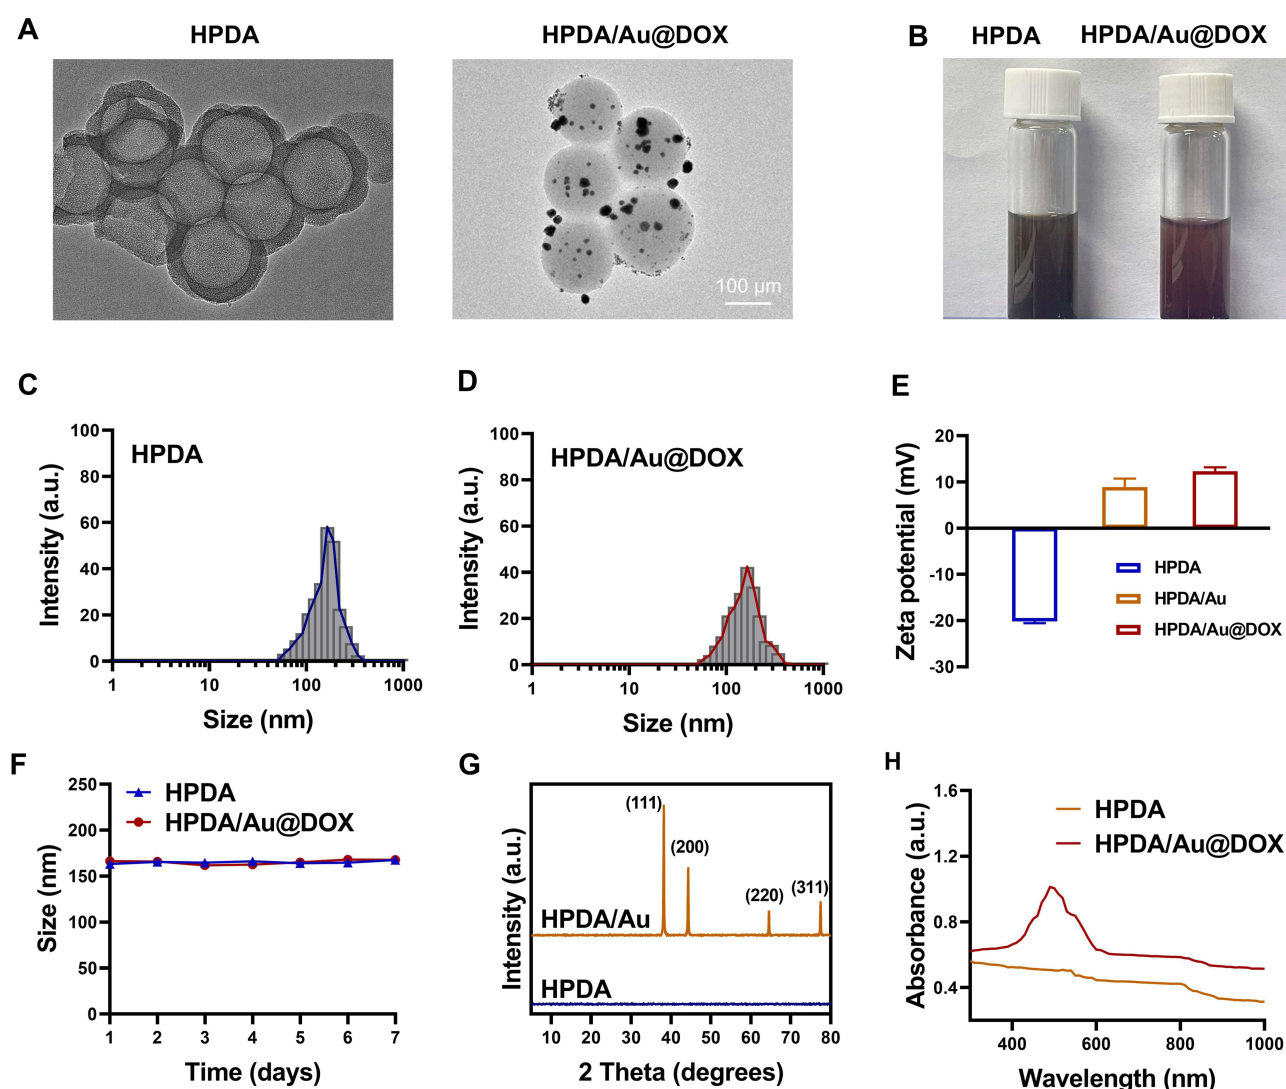 A
HPDA
HPDA/Au@DOX
100 µm
B
HPDA
HPDA/Au@DOX
C
HPDA
Intensity (a.u.)
100
80
60
40
20
0
1
10
100
1000
Size (nm)
D
HPDA/Au@DOX
Intensity (a.u.)
100
80
60
40
20
0
1
10
100
1000
Size (nm)
E
Zeta potential (mV)
20
10
0
-10
-20
-30
HPDA
HPDA/Au
HPDA/Au@DOX
F
HPDA
HPDA/Au@DOX
Size (nm)
250
200
150
100
50
0
1
2
3
4
5
6
7
Time (days)
G
Intensity (a.u.)
(111)
(200)
(220)
(311)
HPDA/Au
HPDA
10
20
30
40
50
60
70
80
2 Theta (degrees)
H
HPDA
HPDA/Au@DOX
Absorbance (a.u.)
1.6
1.2
0.8
0.4
400
600
800
1000
Wavelength (nm)